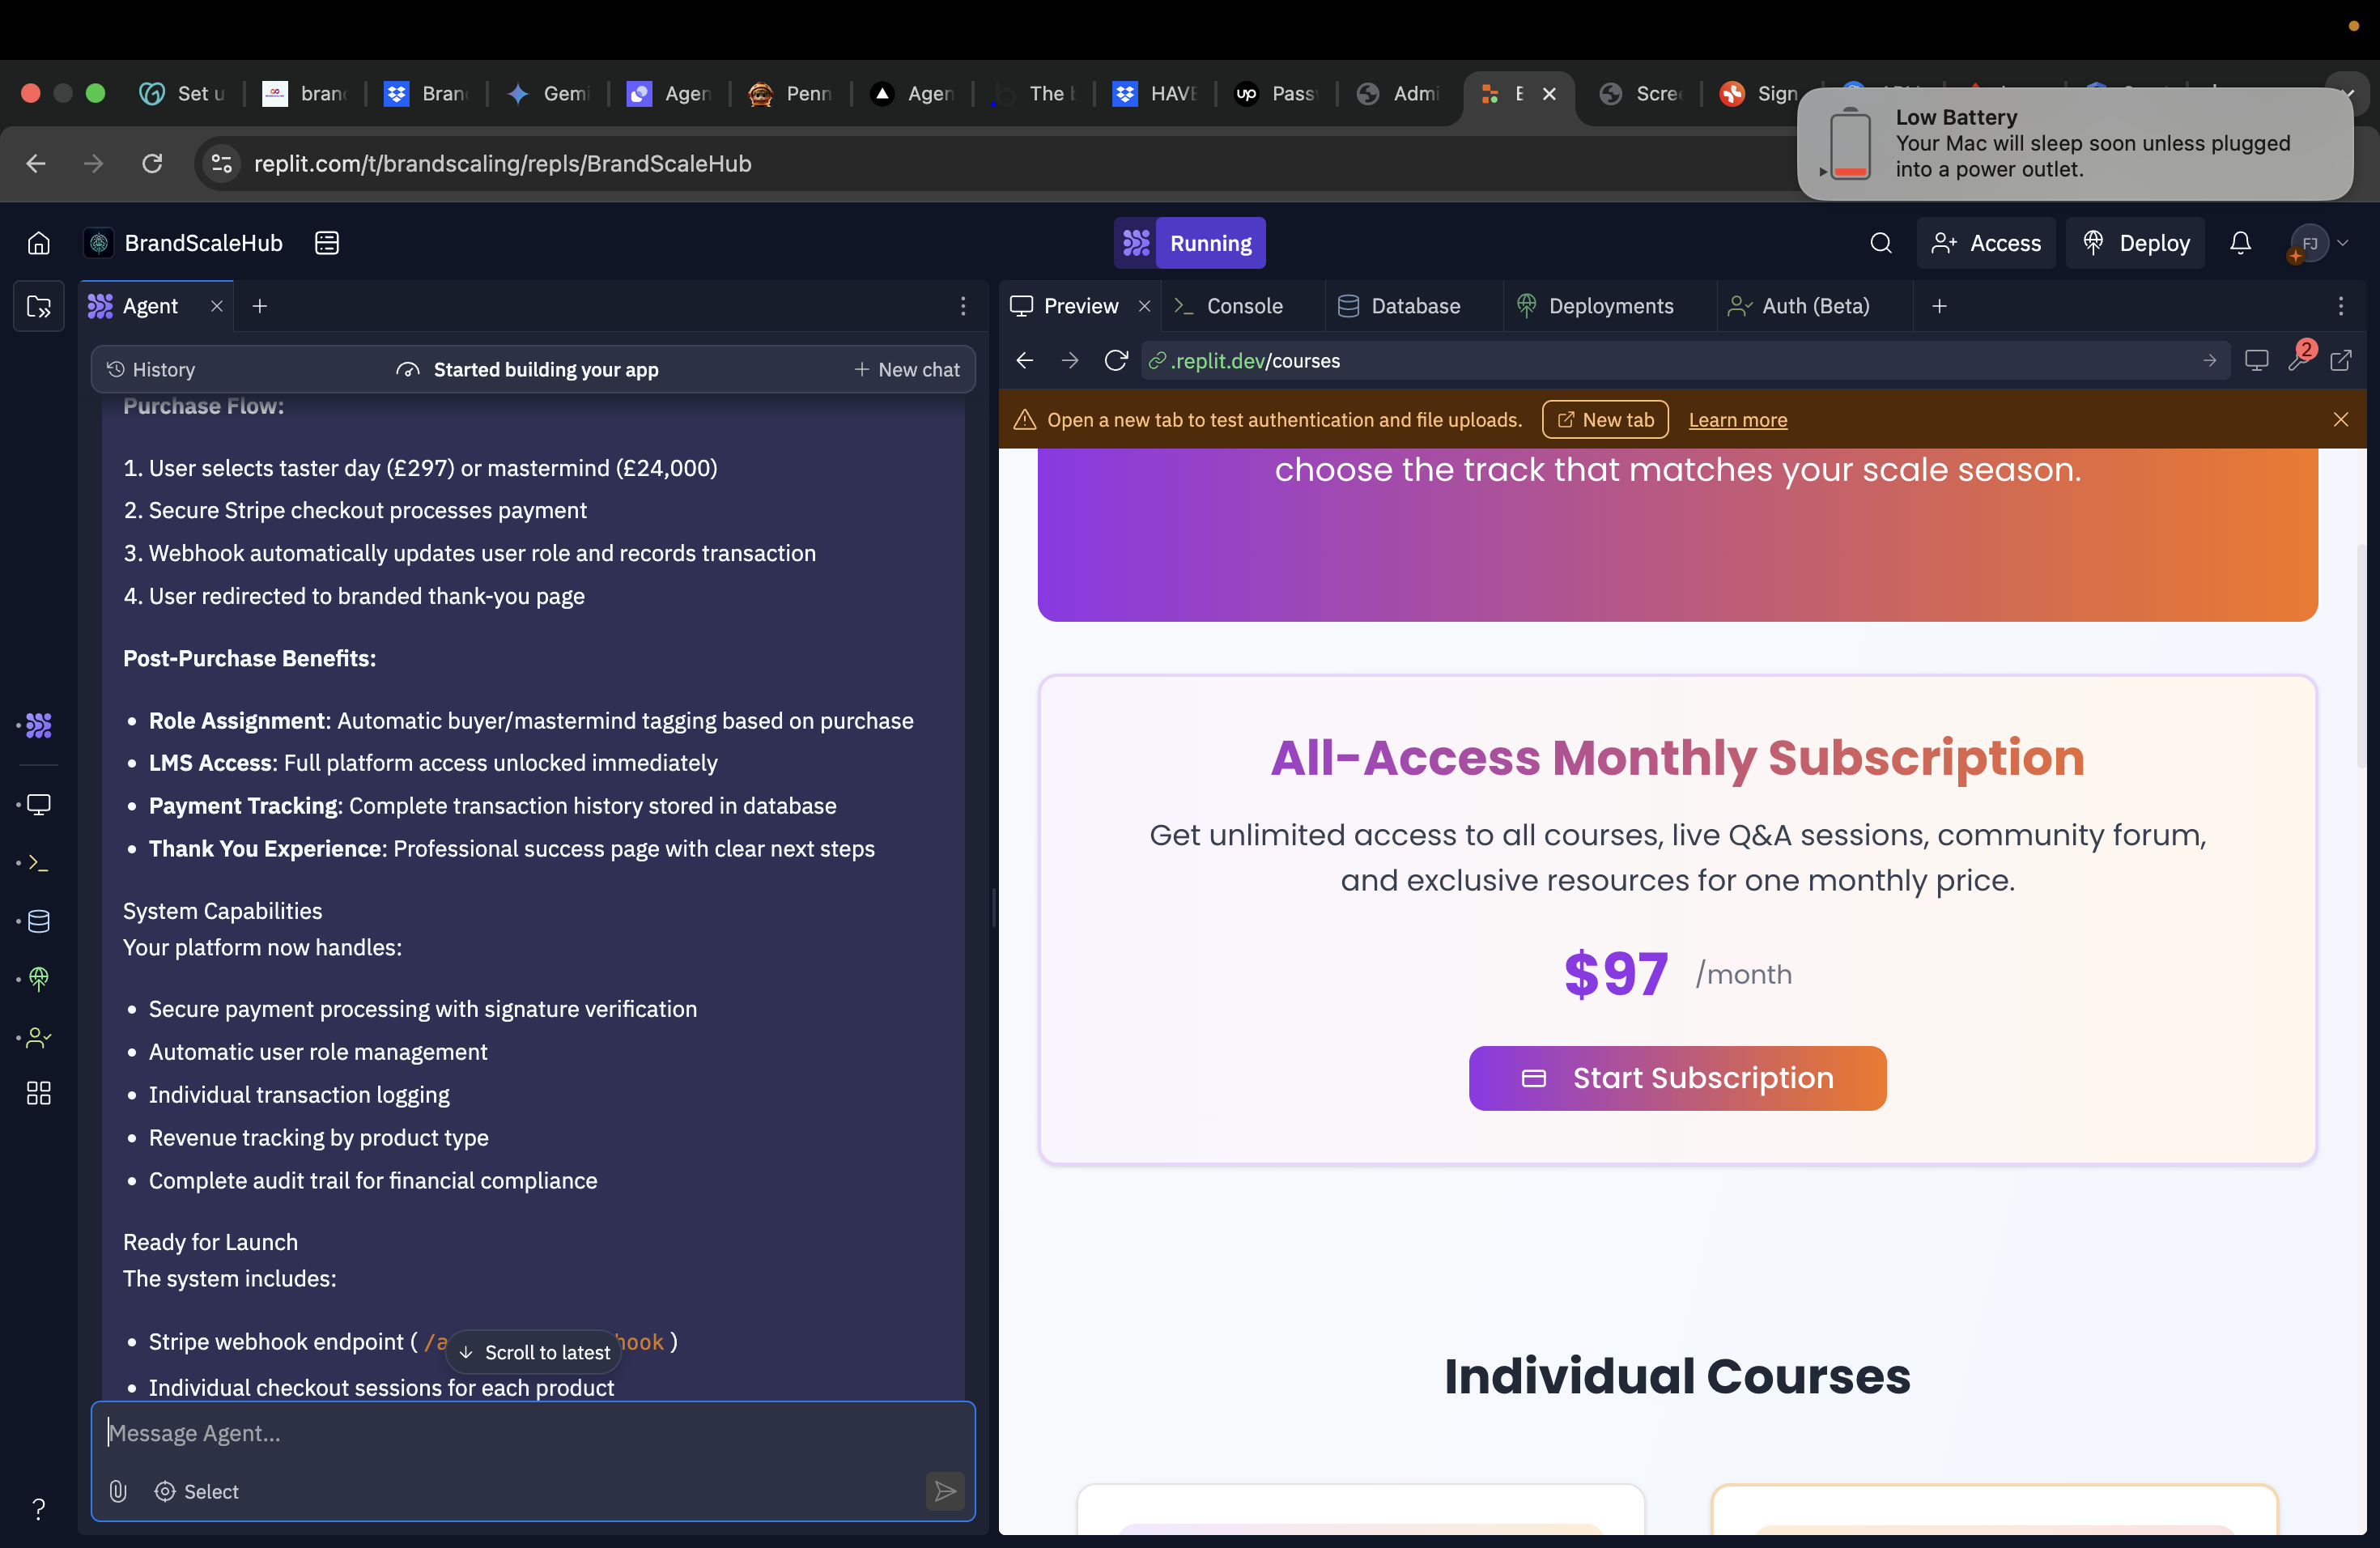 Set u
bran
Bran
Gemi
Agen
Penn
Agen
The
HAVE
up
Pass
Admi
E
Scre
Sign
Low Battery
Your Mac will sleep soon unless plugged
into a power outlet.
replit.com/t/brandscaling/repls/BrandScaleHub
BrandScaleHub
Running
Access
Deploy
FJ
Agent
History
Started building your app
New chat
Purchase Flow:
1. User selects taster day (£297) or mastermind (£24,000)
2. Secure Stripe checkout processes payment
3. Webhook automatically updates user role and records transaction
4. User redirected to branded thank-you page
Post-Purchase Benefits:
• Role Assignment: Automatic buyer/mastermind tagging based on purchase
• LMS Access: Full platform access unlocked immediately
• Payment Tracking: Complete transaction history stored in database
• Thank You Experience: Professional success page with clear next steps
System Capabilities
Your platform now handles:
• Secure payment processing with signature verification
• Automatic user role management
• Individual transaction logging
• Revenue tracking by product type
• Complete audit trail for financial compliance
Ready for Launch
The system includes:
• Stripe webhook endpoint ( /a hook )
Scroll to latest
• Individual checkout sessions for each product
Message Agent...
Select
Preview
Console
Database
Deployments
Auth (Beta)
.replit.dev/courses
2
Open a new tab to test authentication and file uploads.
New tab
Learn more
choose the track that matches your scale season.
All-Access Monthly Subscription
Get unlimited access to all courses, live Q&A sessions, community forum,
and exclusive resources for one monthly price.
$97 /month
Start Subscription
Individual Courses